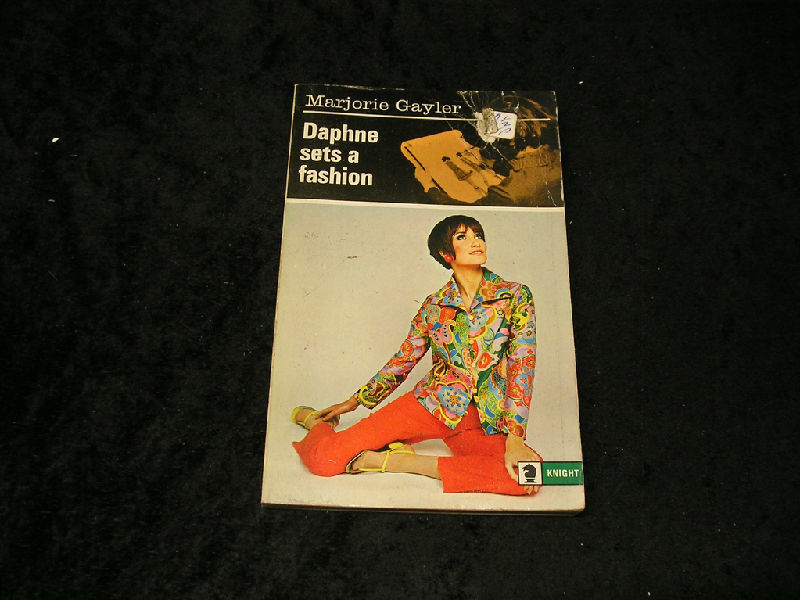 Marjorie Gayler
Daphne
sets a
fashion
KNIGHT